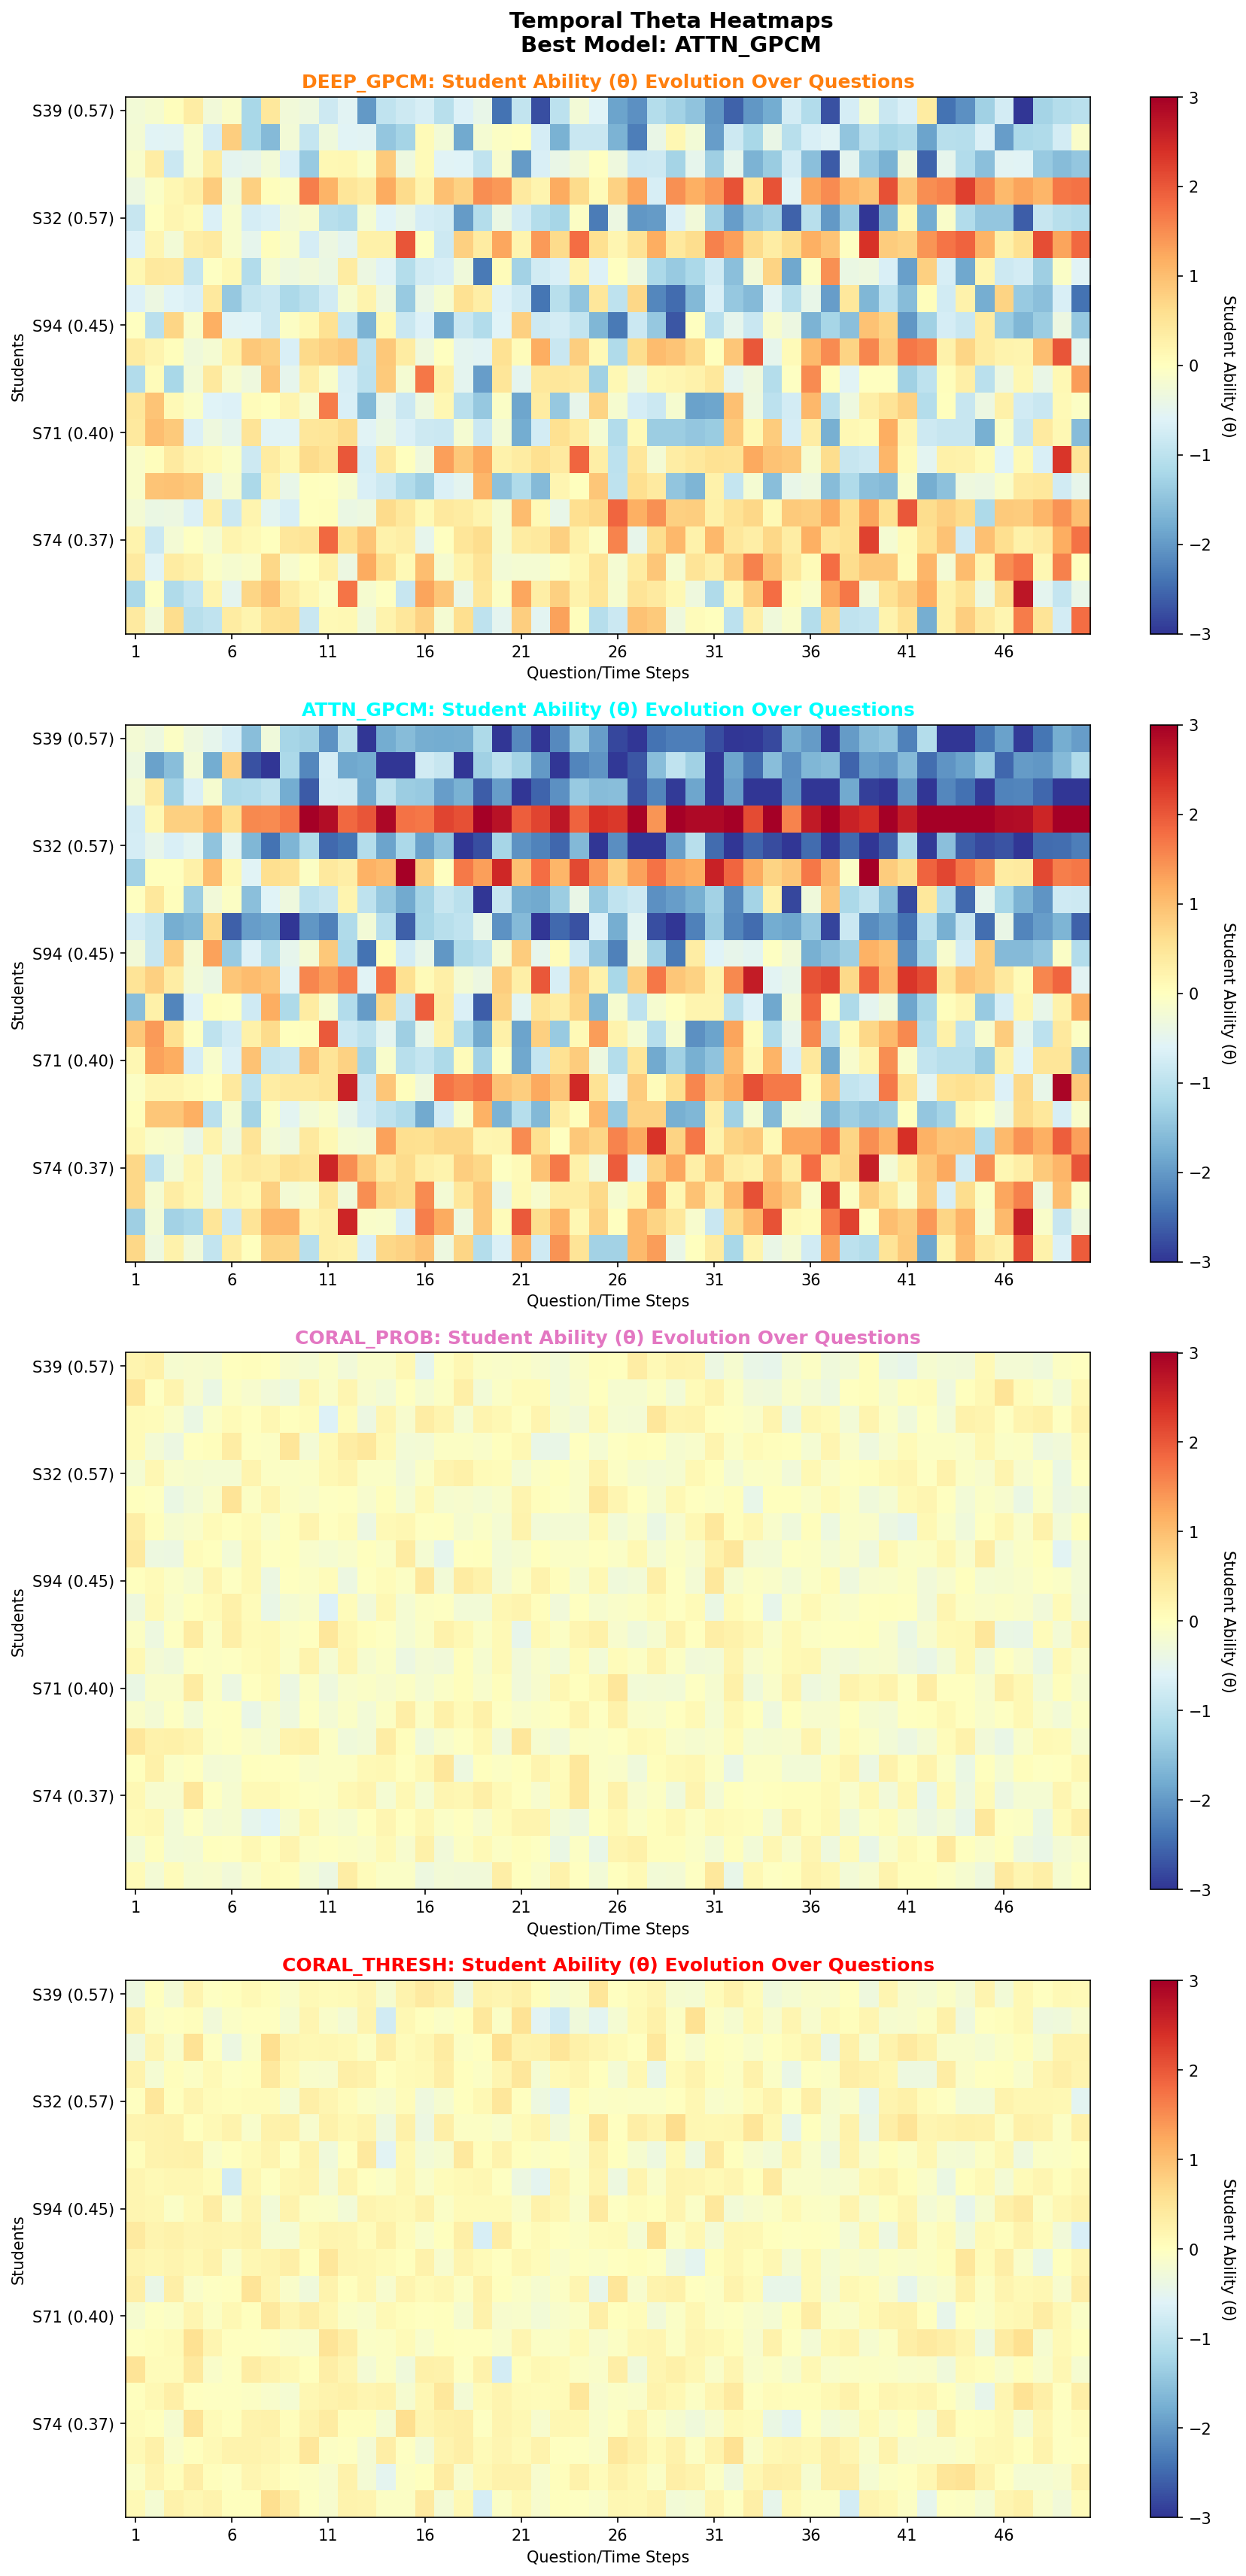 Temporal Theta Heatmaps
Best Model: ATTN_GPCM
DEEP_GPCM: Student Ability (θ) Evolution Over Questions
Students
S39 (0.57)
S32 (0.57)
S94 (0.45)
S71 (0.40)
S74 (0.37)
1 6 11 16 21 26 31 36 41 46
Question/Time Steps
3
2
1
0
−1
−2
−3
Student Ability (θ)
ATTN_GPCM: Student Ability (θ) Evolution Over Questions
Students
S39 (0.57)
S32 (0.57)
S94 (0.45)
S71 (0.40)
S74 (0.37)
1 6 11 16 21 26 31 36 41 46
Question/Time Steps
3
2
1
0
−1
−2
−3
Student Ability (θ)
CORAL_PROB: Student Ability (θ) Evolution Over Questions
Students
S39 (0.57)
S32 (0.57)
S94 (0.45)
S71 (0.40)
S74 (0.37)
1 6 11 16 21 26 31 36 41 46
Question/Time Steps
3
2
1
0
−1
−2
−3
Student Ability (θ)
CORAL_THRESH: Student Ability (θ) Evolution Over Questions
Students
S39 (0.57)
S32 (0.57)
S94 (0.45)
S71 (0.40)
S74 (0.37)
1 6 11 16 21 26 31 36 41 46
Question/Time Steps
3
2
1
0
−1
−2
−3
Student Ability (θ)